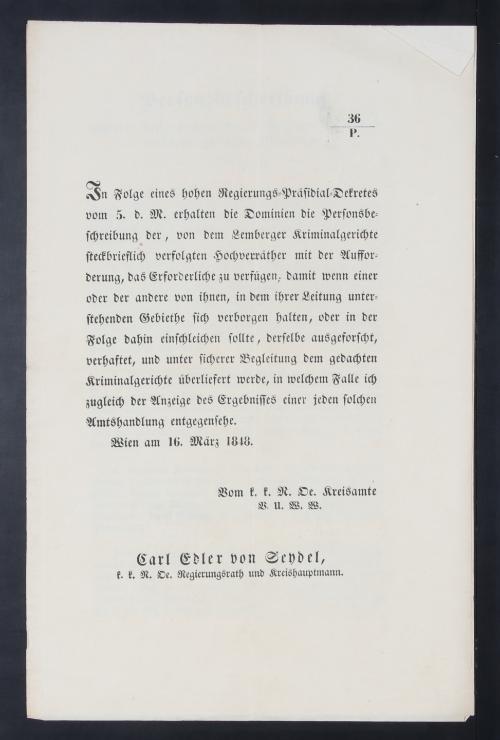 36
P.
In Folge eines hohen Regierungs-Präsidial-Dekretes
vom 5. d. M. erhalten die Dominien die Personsbe-
schreibung der, von dem Lemberger Kriminalgerichte
steckbrieflich verfolgten Hochverräther mit der Auffor-
derung, das Erforderliche zu verfügen, damit wenn einer
oder der andere von ihnen, in dem ihrer Leitung unter-
stehenden Gebiethe sich verborgen halten, oder in der
Folge dahin einschleichen sollte, derselbe ausgeforscht,
verhaftet, und unter sicherer Begleitung dem gedachten
Kriminalgerichte überliefert werde, in welchem Falle ich
zugleich der Anzeige des Ergebnisses einer jeden solchen
Amtshandlung entgegensehe.
Wien am 16. März 1848.
Vom k. k. N. Oe. Kreisamte
V. U. W. W.
Carl Edler von Seydel,
k. k. N. Oe. Regierungsrath und Kreishauptmann.